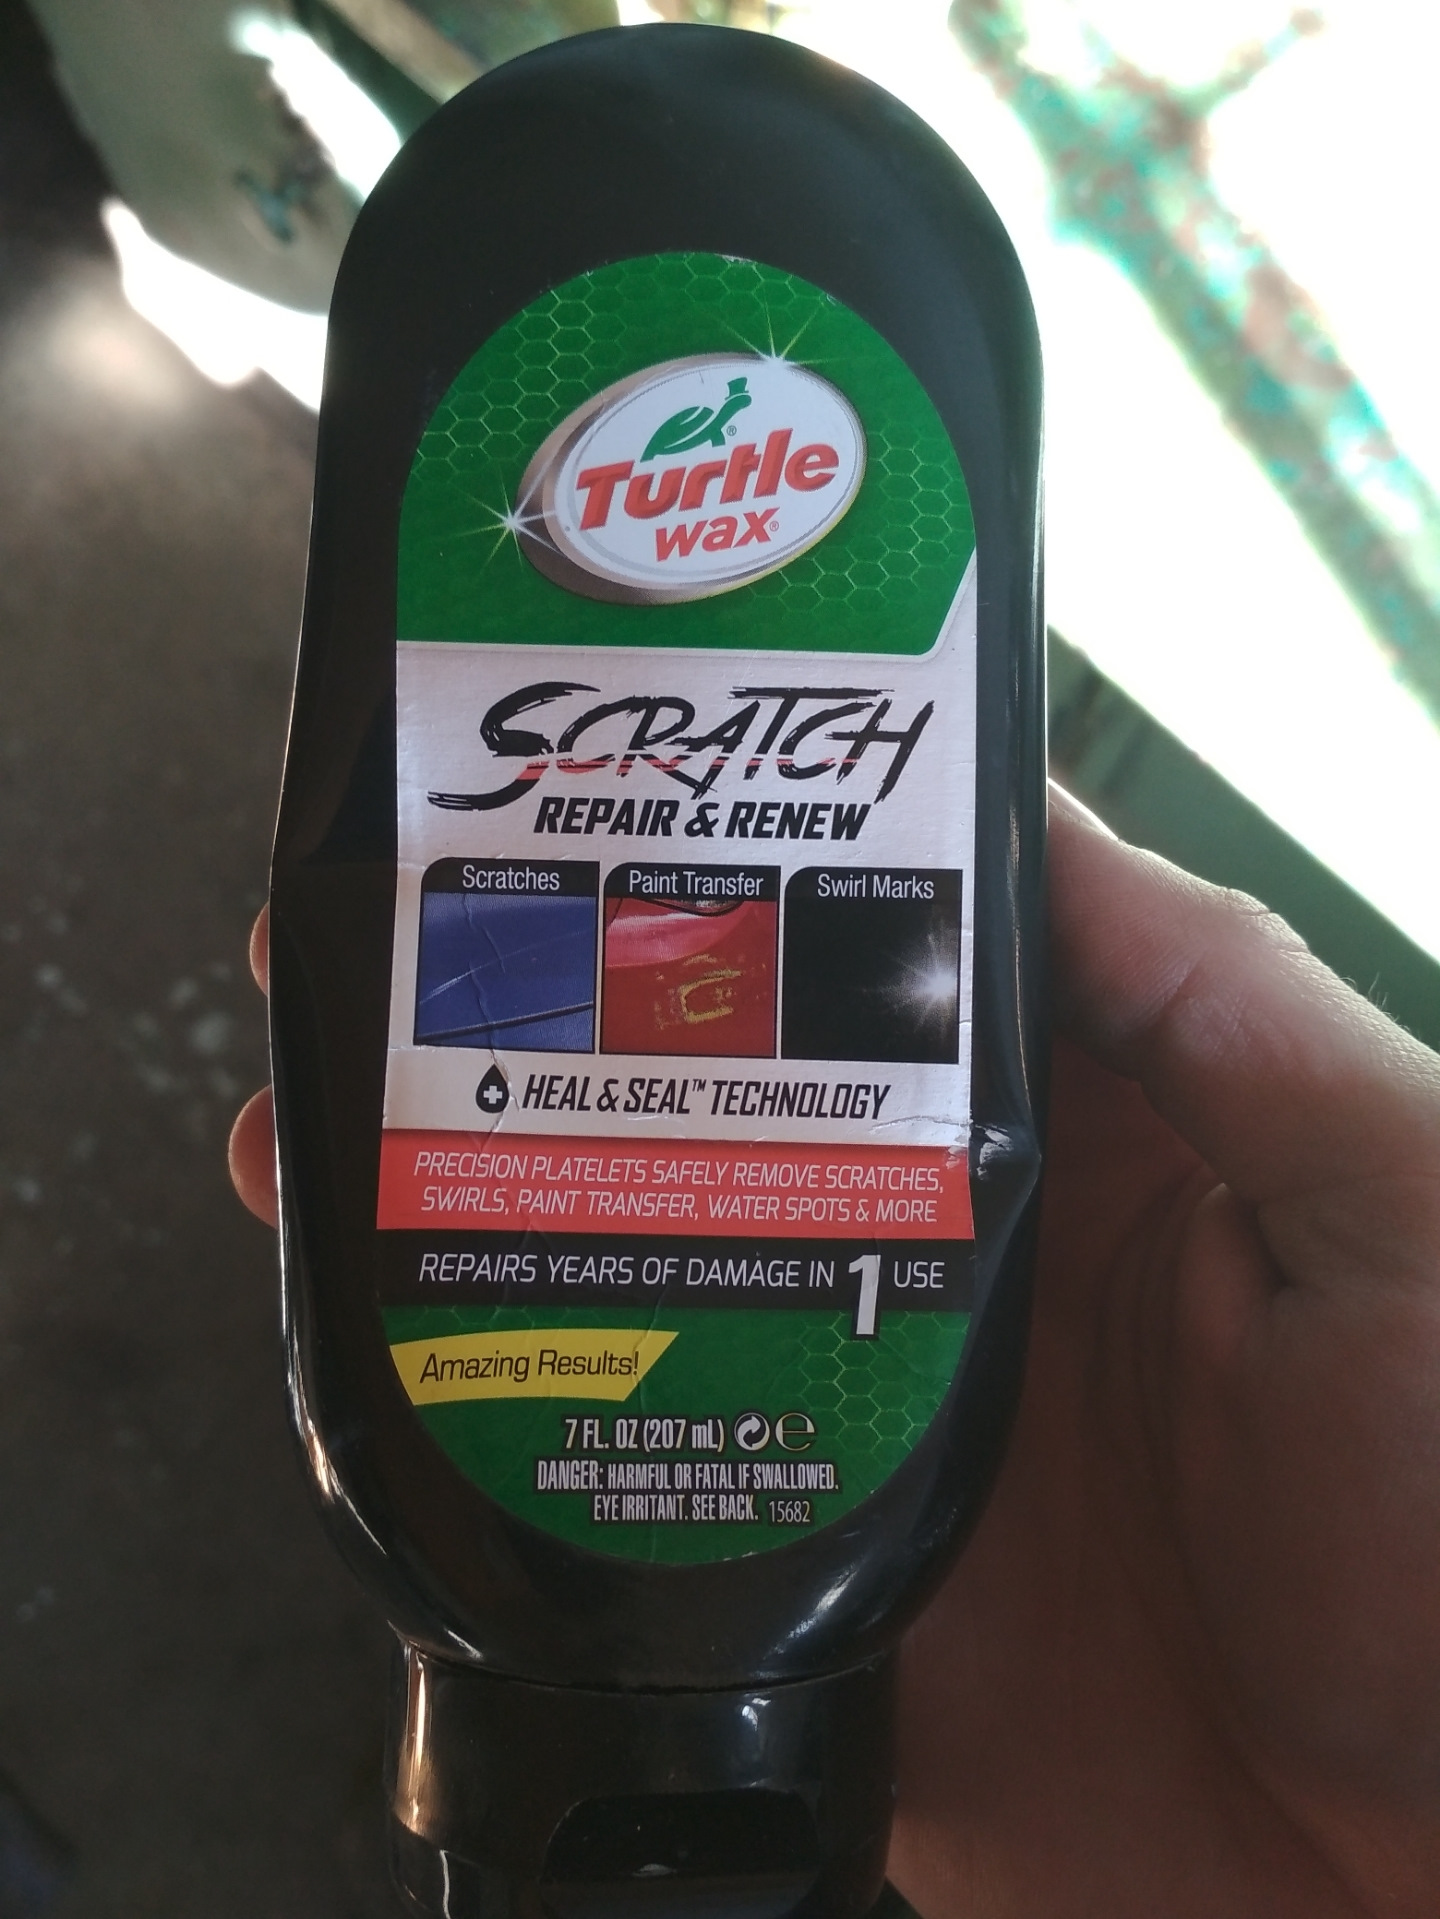 Turtle®
wax®
SCRATCH
REPAIR & RENEW
Scratches
Paint Transfer
Swirl Marks
HEAL & SEAL™ TECHNOLOGY
PRECISION PLATELETS SAFELY REMOVE SCRATCHES,
SWIRLS, PAINT TRANSFER, WATER SPOTS & MORE
REPAIRS YEARS OF DAMAGE IN 1 USE
Amazing Results!
7 FL. OZ (207 mL) ℮
DANGER: HARMFUL OR FATAL IF SWALLOWED.
EYE IRRITANT. SEE BACK. 15682